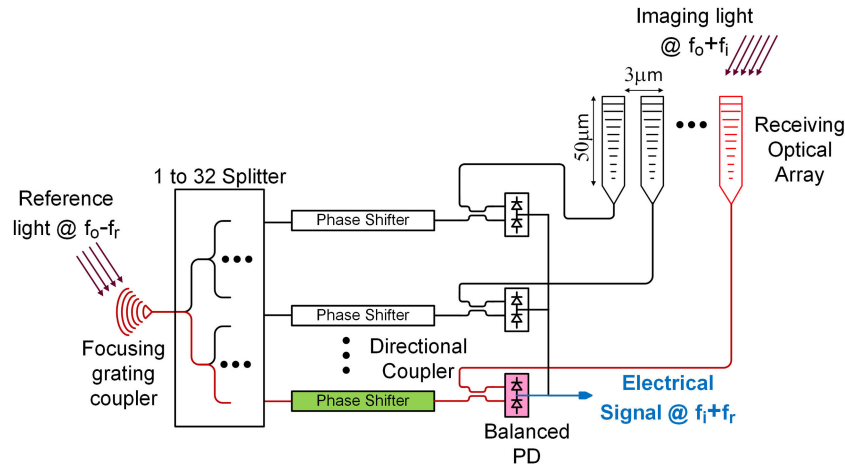 Imaging light
@ fo+fi
3μm
50μm
Receiving
Optical
Array
1 to 32 Splitter
Reference
light @ fo-fr
Phase Shifter
Phase Shifter
Focusing
grating
coupler
Directional
Coupler
Phase Shifter
Electrical
Signal @ fi+fr
Balanced
PD